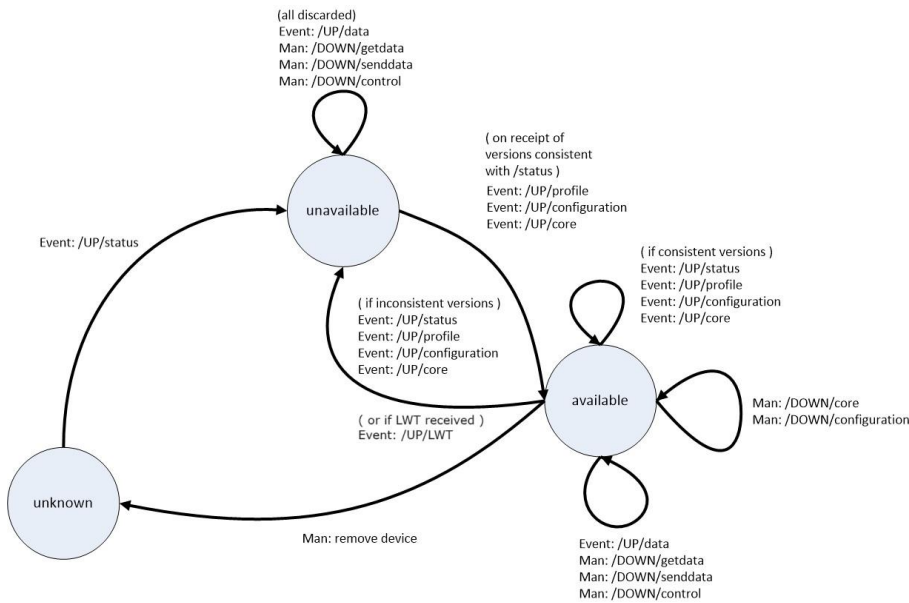 (all discarded)
Event: /UP/data
Man: /DOWN/getdata
Man: /DOWN/senddata
Man: /DOWN/control
( on receipt of
versions consistent
with /status )
Event: /UP/profile
Event: /UP/configuration
Event: /UP/core
unavailable
Event: /UP/status
( if consistent versions )
Event: /UP/status
Event: /UP/profile
Event: /UP/configuration
Event: /UP/core
( if inconsistent versions )
Event: /UP/status
Event: /UP/profile
Event: /UP/configuration
Event: /UP/core
( or if LWT received )
Event: /UP/LWT
available
Man: /DOWN/core
Man: /DOWN/configuration
unknown
Man: remove device
Event: /UP/data
Man: /DOWN/getdata
Man: /DOWN/senddata
Man: /DOWN/control